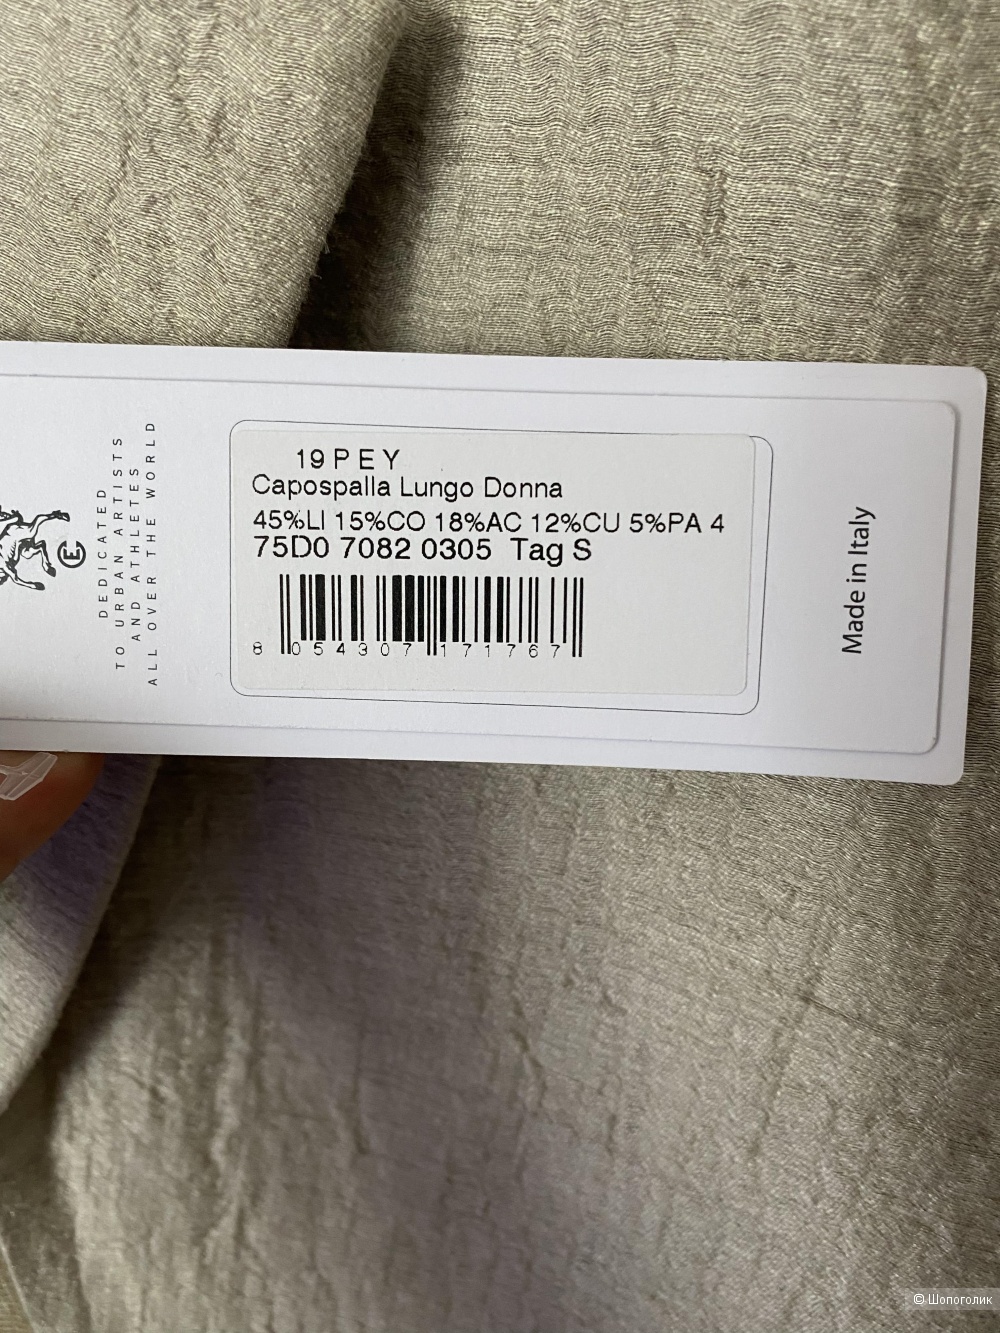 DEDICATED
TO URBAN ARTISTS
AND ATHLETES
ALL OVER THE WORLD
E
19PEY
Capospalla Lungo Donna
45%LI 15%CO 18%AC 12%CU 5%PA 4
75D0 7082 0305 Tag S
8 054307 171767
Made in Italy
© Шопоголик